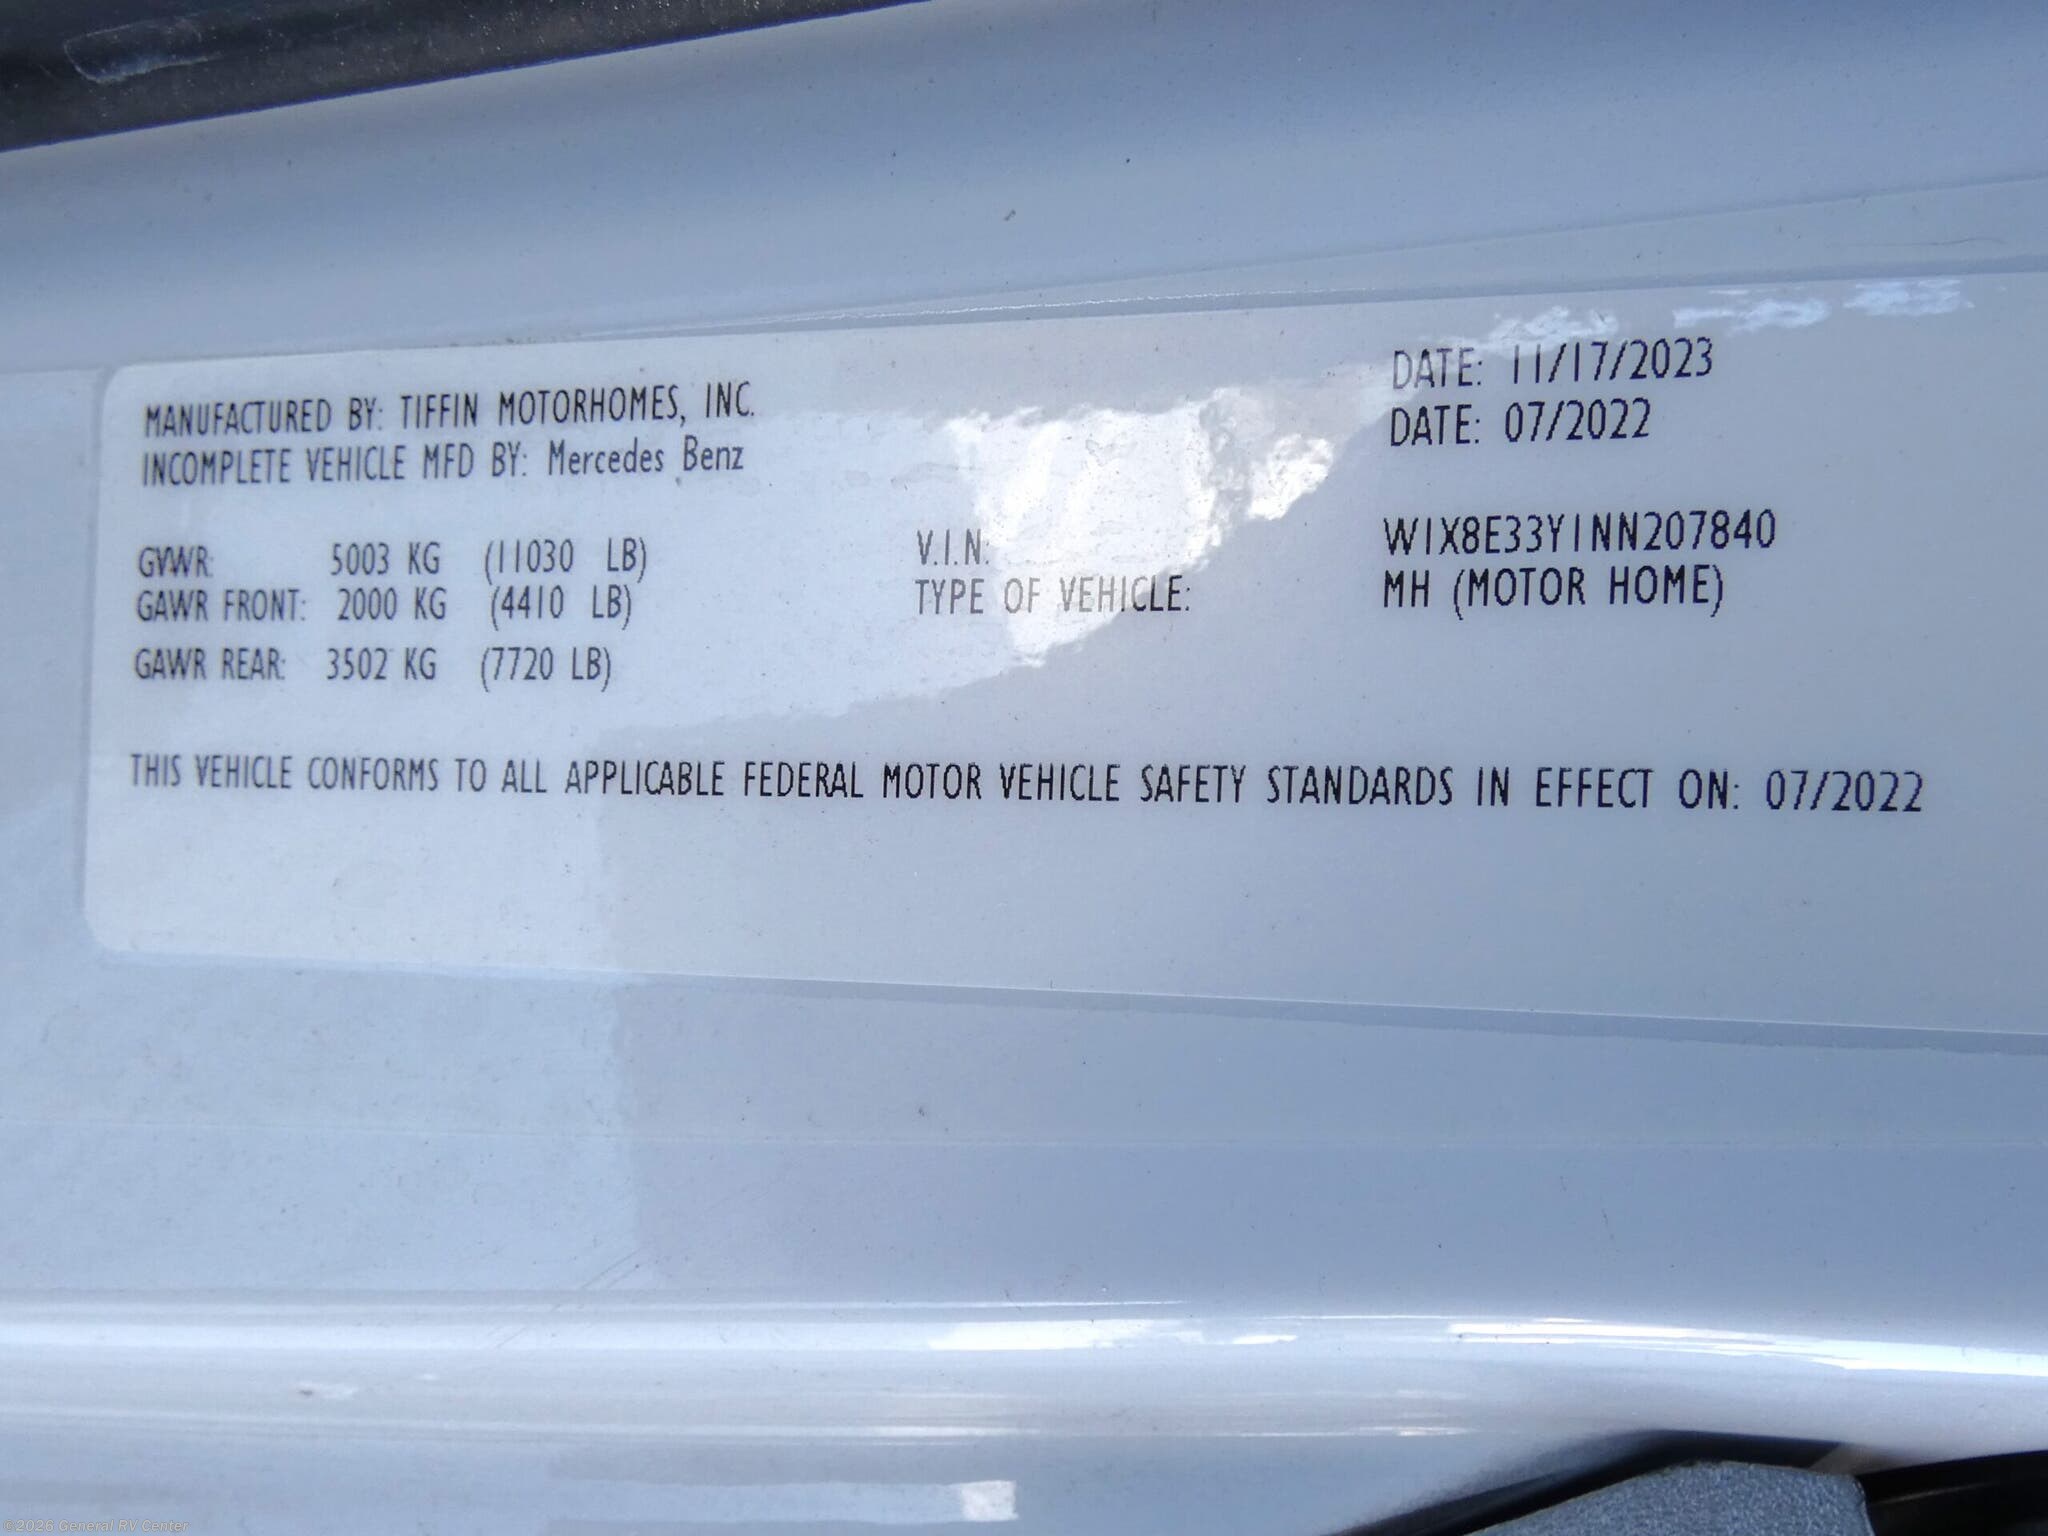 MANUFACTURED BY: TIFFIN MOTORHOMES, INC. DATE: 11/17/2023
INCOMPLETE VEHICLE MFD BY: Mercedes Benz DATE: 07/2022
GVWR: 5003 KG (11030 LB) V.I.N: W1X8E33Y1NN207840
GAWR FRONT: 2000 KG (4410 LB) TYPE OF VEHICLE: MH (MOTOR HOME)
GAWR REAR: 3502 KG (7720 LB)
THIS VEHICLE CONFORMS TO ALL APPLICABLE FEDERAL MOTOR VEHICLE SAFETY STANDARDS IN EFFECT ON: 07/2022
©2026 General RV Center